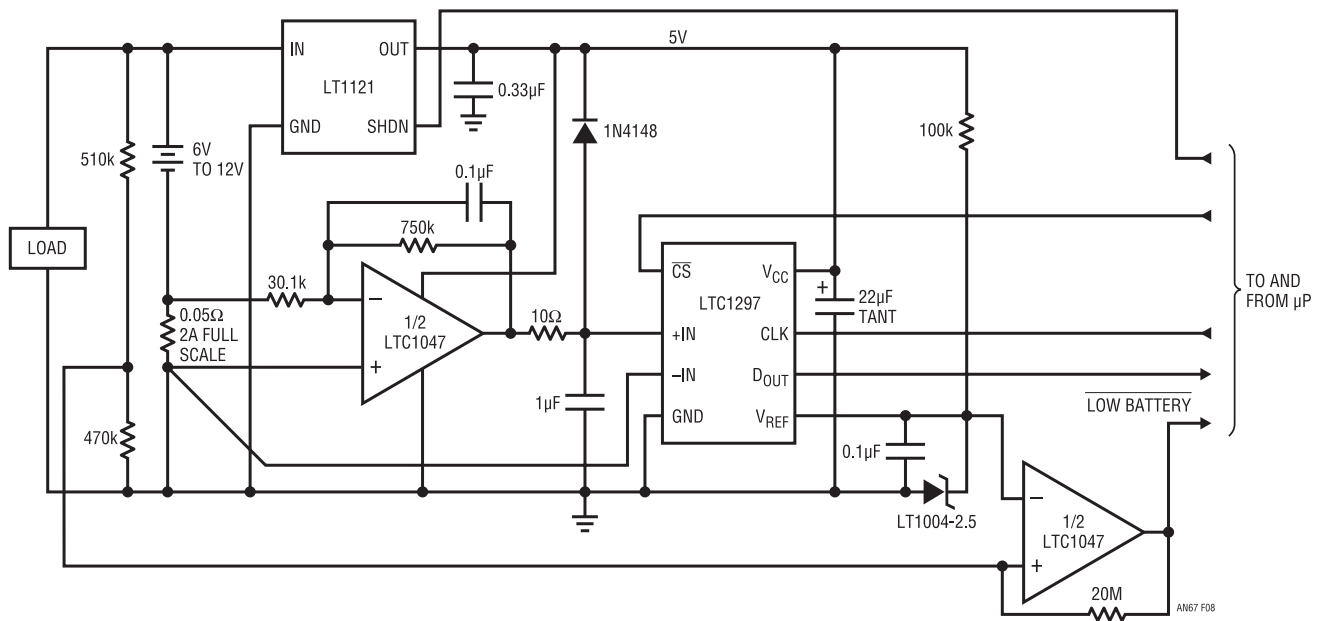 IN
OUT
LT1121
GND
SHDN
5V
0.33µF
1N4148
100k
510k
6V
TO 12V
0.1µF
750k
LOAD
30.1k
0.05Ω
2A FULL
SCALE
–
1/2
LTC1047
+
10Ω
1µF
CS
VCC
LTC1297
+IN
CLK
–IN
DOUT
GND
VREF
+
22µF
TANT
TO AND
FROM µP
LOW BATTERY
470k
0.1µF
LT1004-2.5
–
1/2
LTC1047
+
20M
AN67 F08